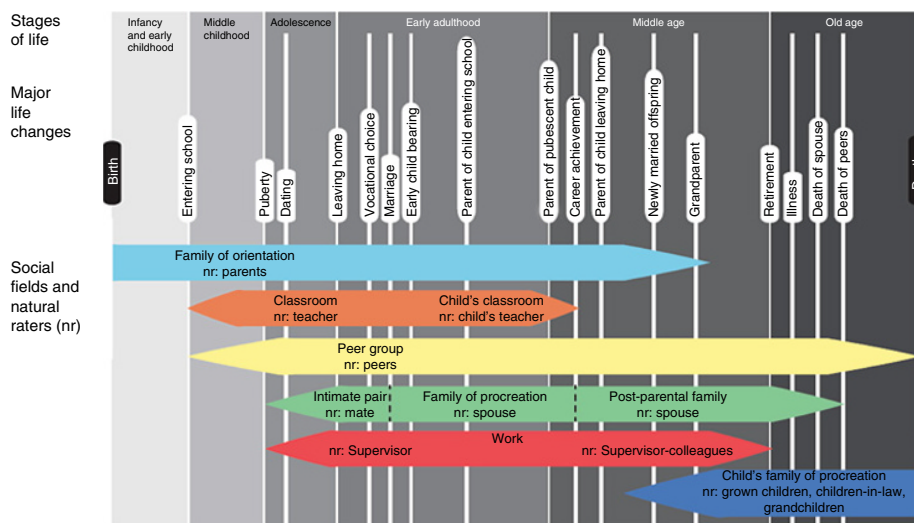 Stages
of life
Infancy
and early
childhood
Middle
childhood
Adolescence
Early adulthood
Middle age
Old age
Major
life
changes
Birth
Entering school
Puberty
Dating
Leaving home
Vocational choice
Marriage
Early child bearing
Parent of child entering school
Parent of pubescent child
Career achievement
Parent of child leaving home
Newly married offspring
Grandparent
Retirement
Illness
Death of spouse
Death of peers
Social
fields and
natural
raters (nr)
Family of orientation
nr: parents
Classroom
nr: teacher
Child's classroom
nr: child's teacher
Peer group
nr: peers
Intimate pair
nr: mate
Family of procreation
nr: spouse
Post-parental family
nr: spouse
Work
nr: Supervisor
nr: Supervisor-colleagues
Child's family of procreation
nr: grown children, children-in-law,
grandchildren